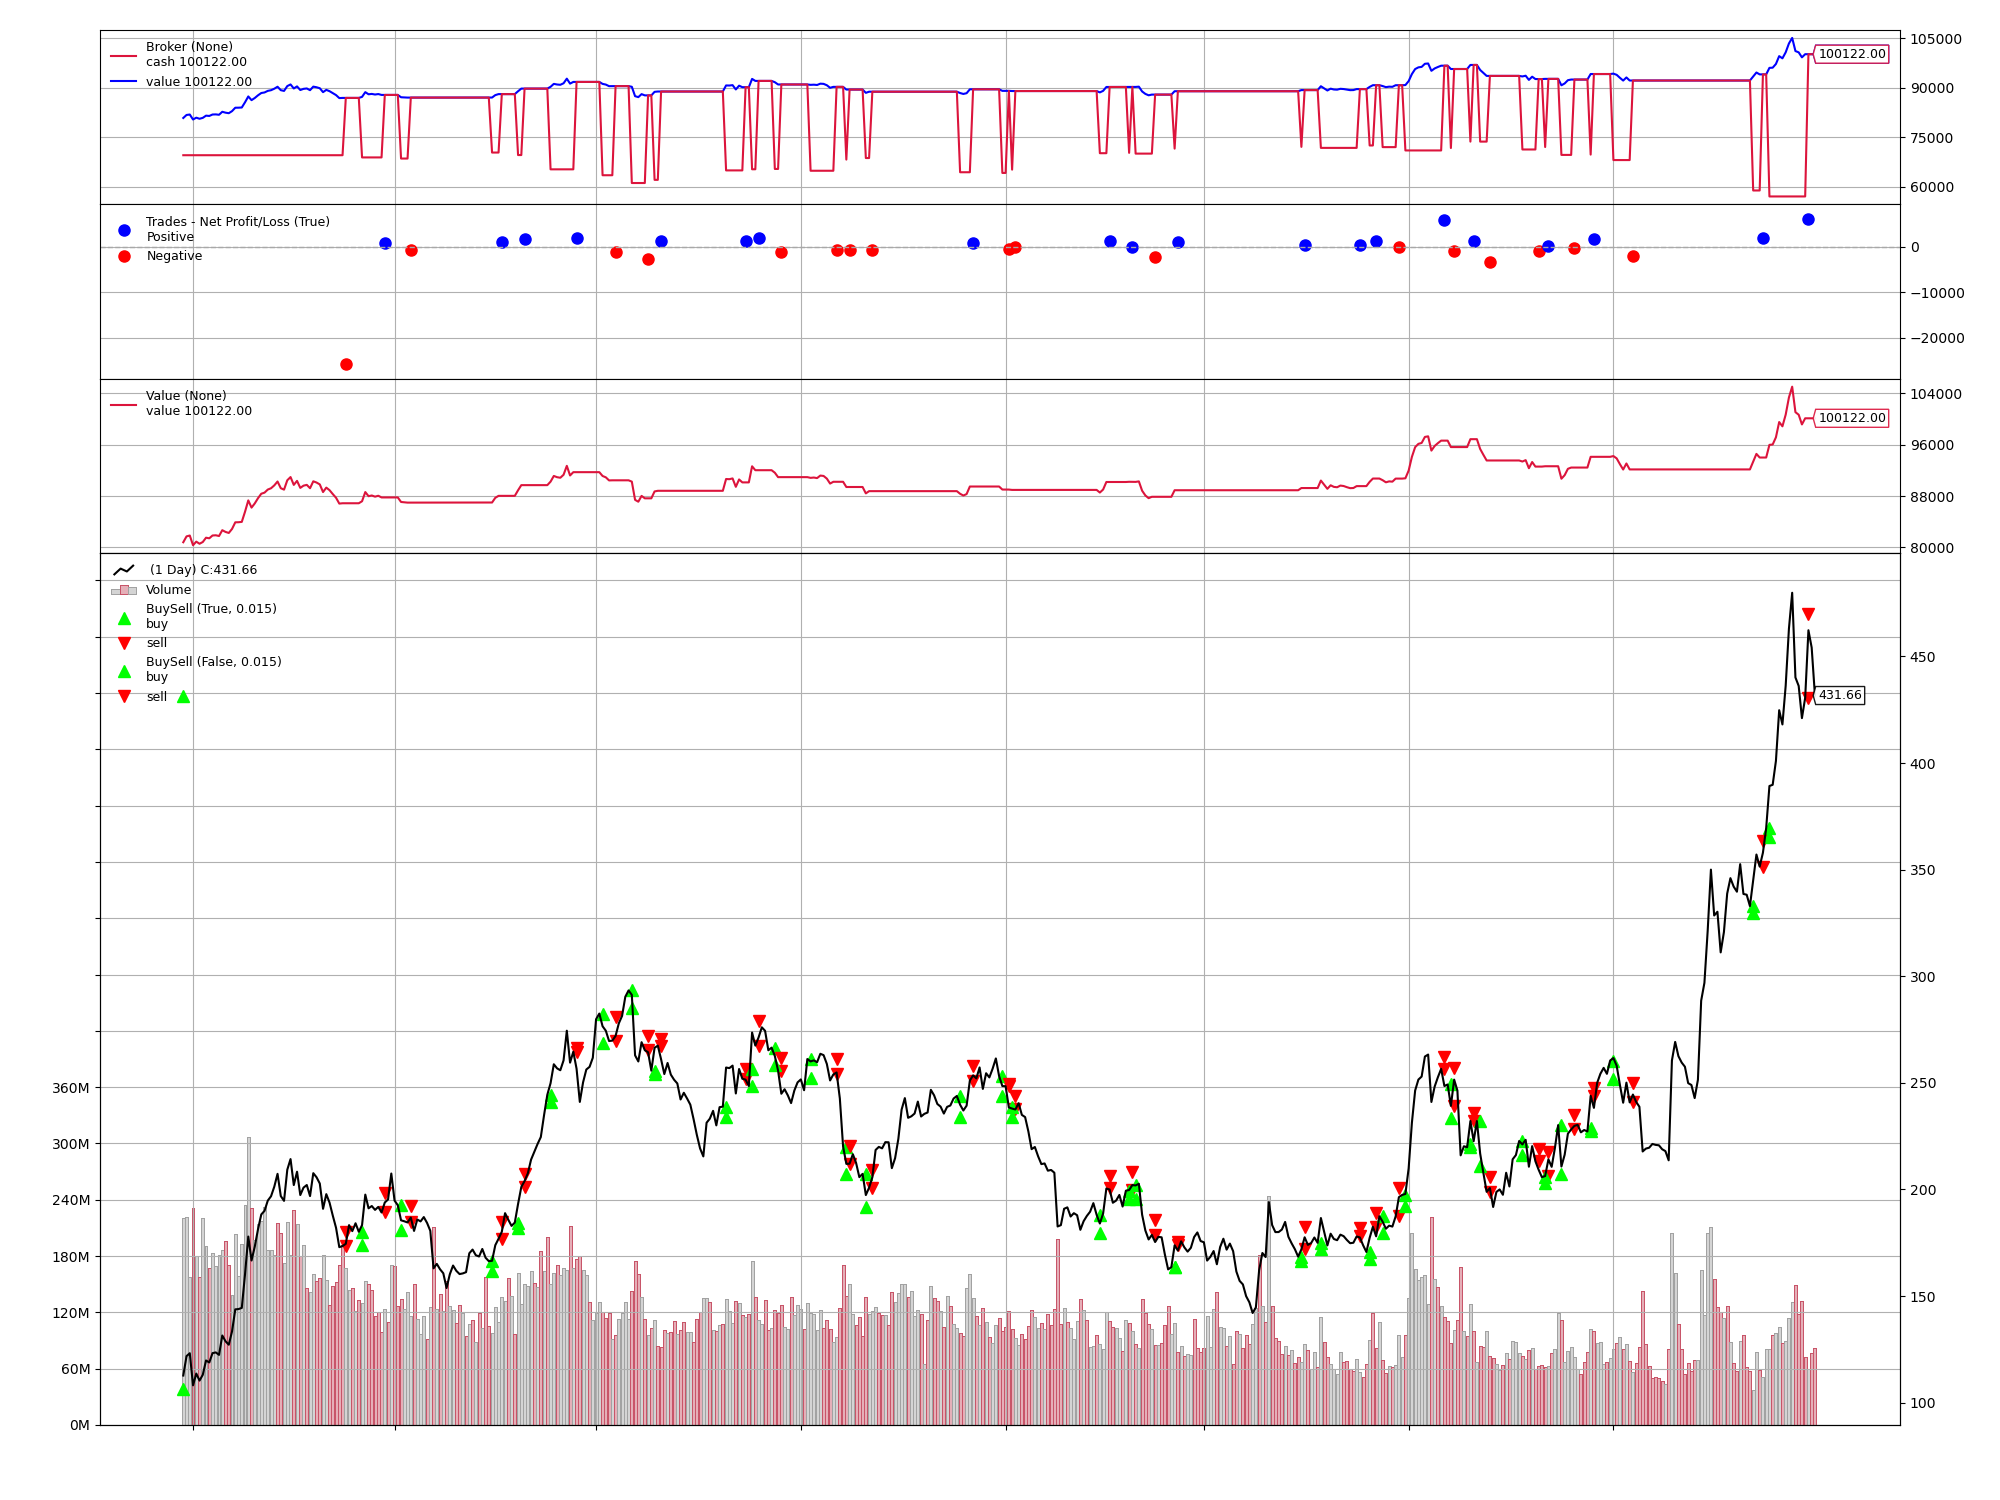 Broker (None)
cash 100122.00
value 100122.00
105000
100122.00
90000
75000
60000
Trades - Net Profit/Loss (True)
Positive
Negative
0
−10000
−20000
Value (None)
value 100122.00
104000
100122.00
96000
88000
80000
(1 Day) C:431.66
Volume
BuySell (True, 0.015)
buy
sell
BuySell (False, 0.015)
buy
sell
450
431.66
400
350
300
250
200
150
100
360M
300M
240M
180M
120M
60M
0M